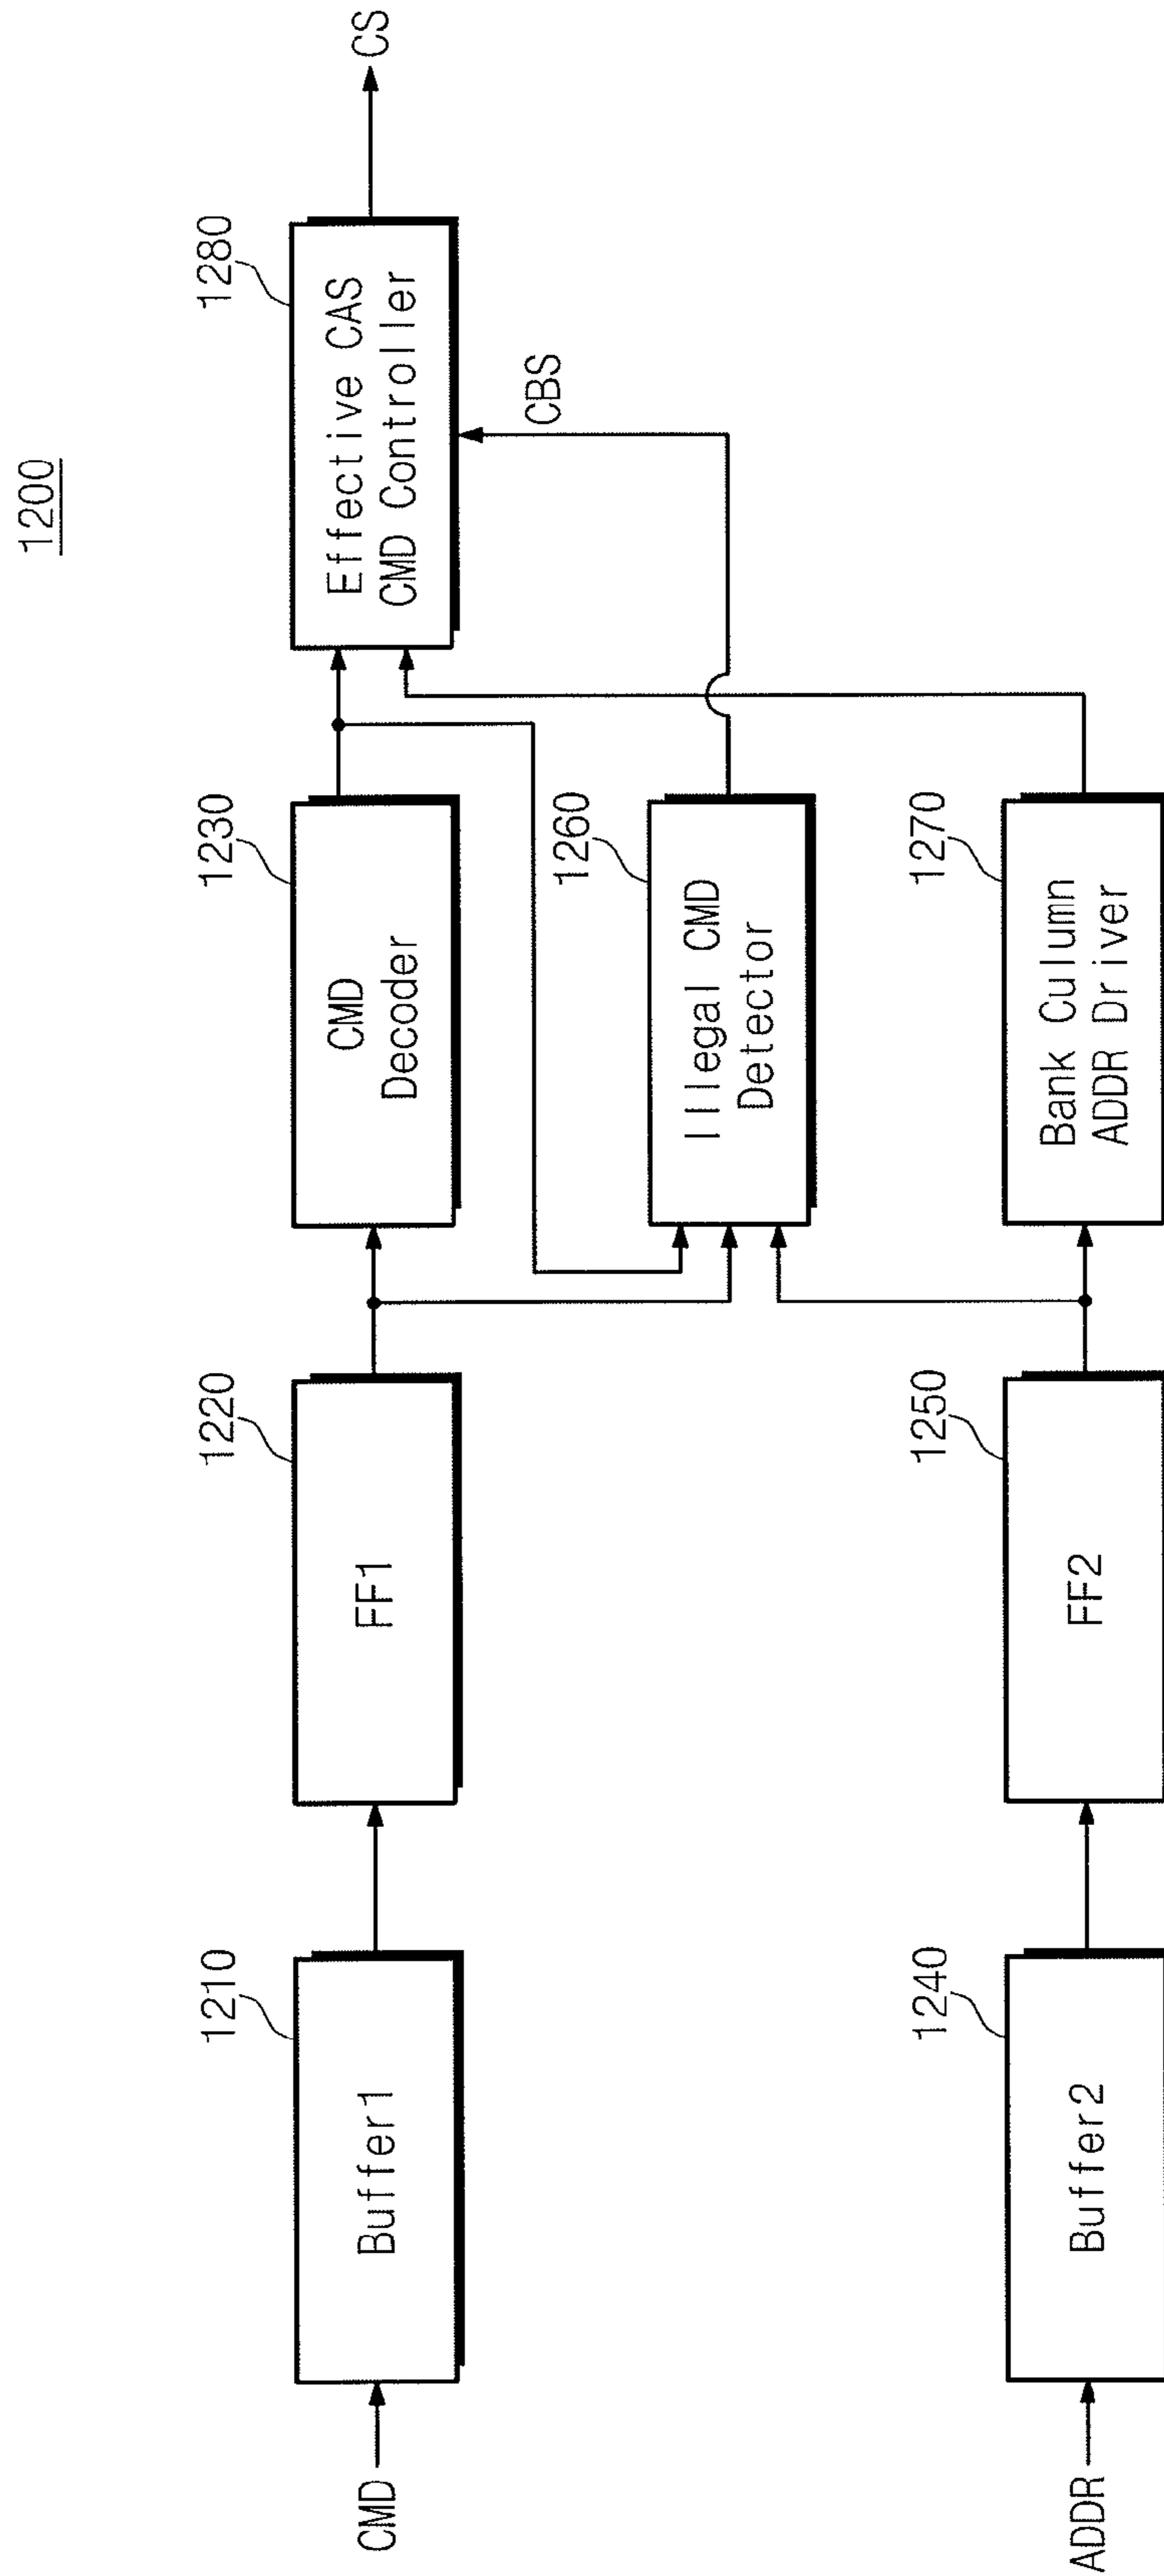 1200
CMD
1210
Buffer1
1220
FF1
1230
CMD
Decoder
1280
Effective CAS
CMD Controller
CS
CBS
1260
Illegal CMD
Detector
ADDR
1240
Buffer2
1250
FF2
1270
Bank Culumn
ADDR Driver